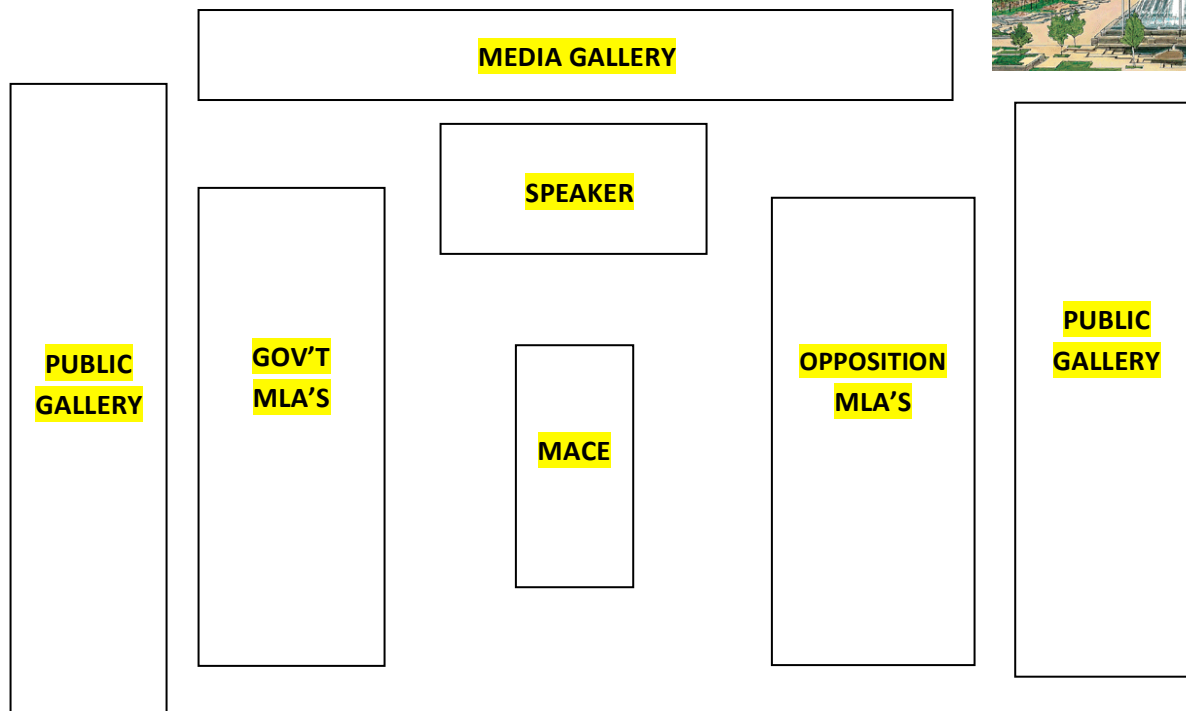 MEDIA GALLERY
SPEAKER
PUBLIC
GALLERY
GOV’T
MLA’S
MACE
OPPOSITION
MLA’S
PUBLIC
GALLERY